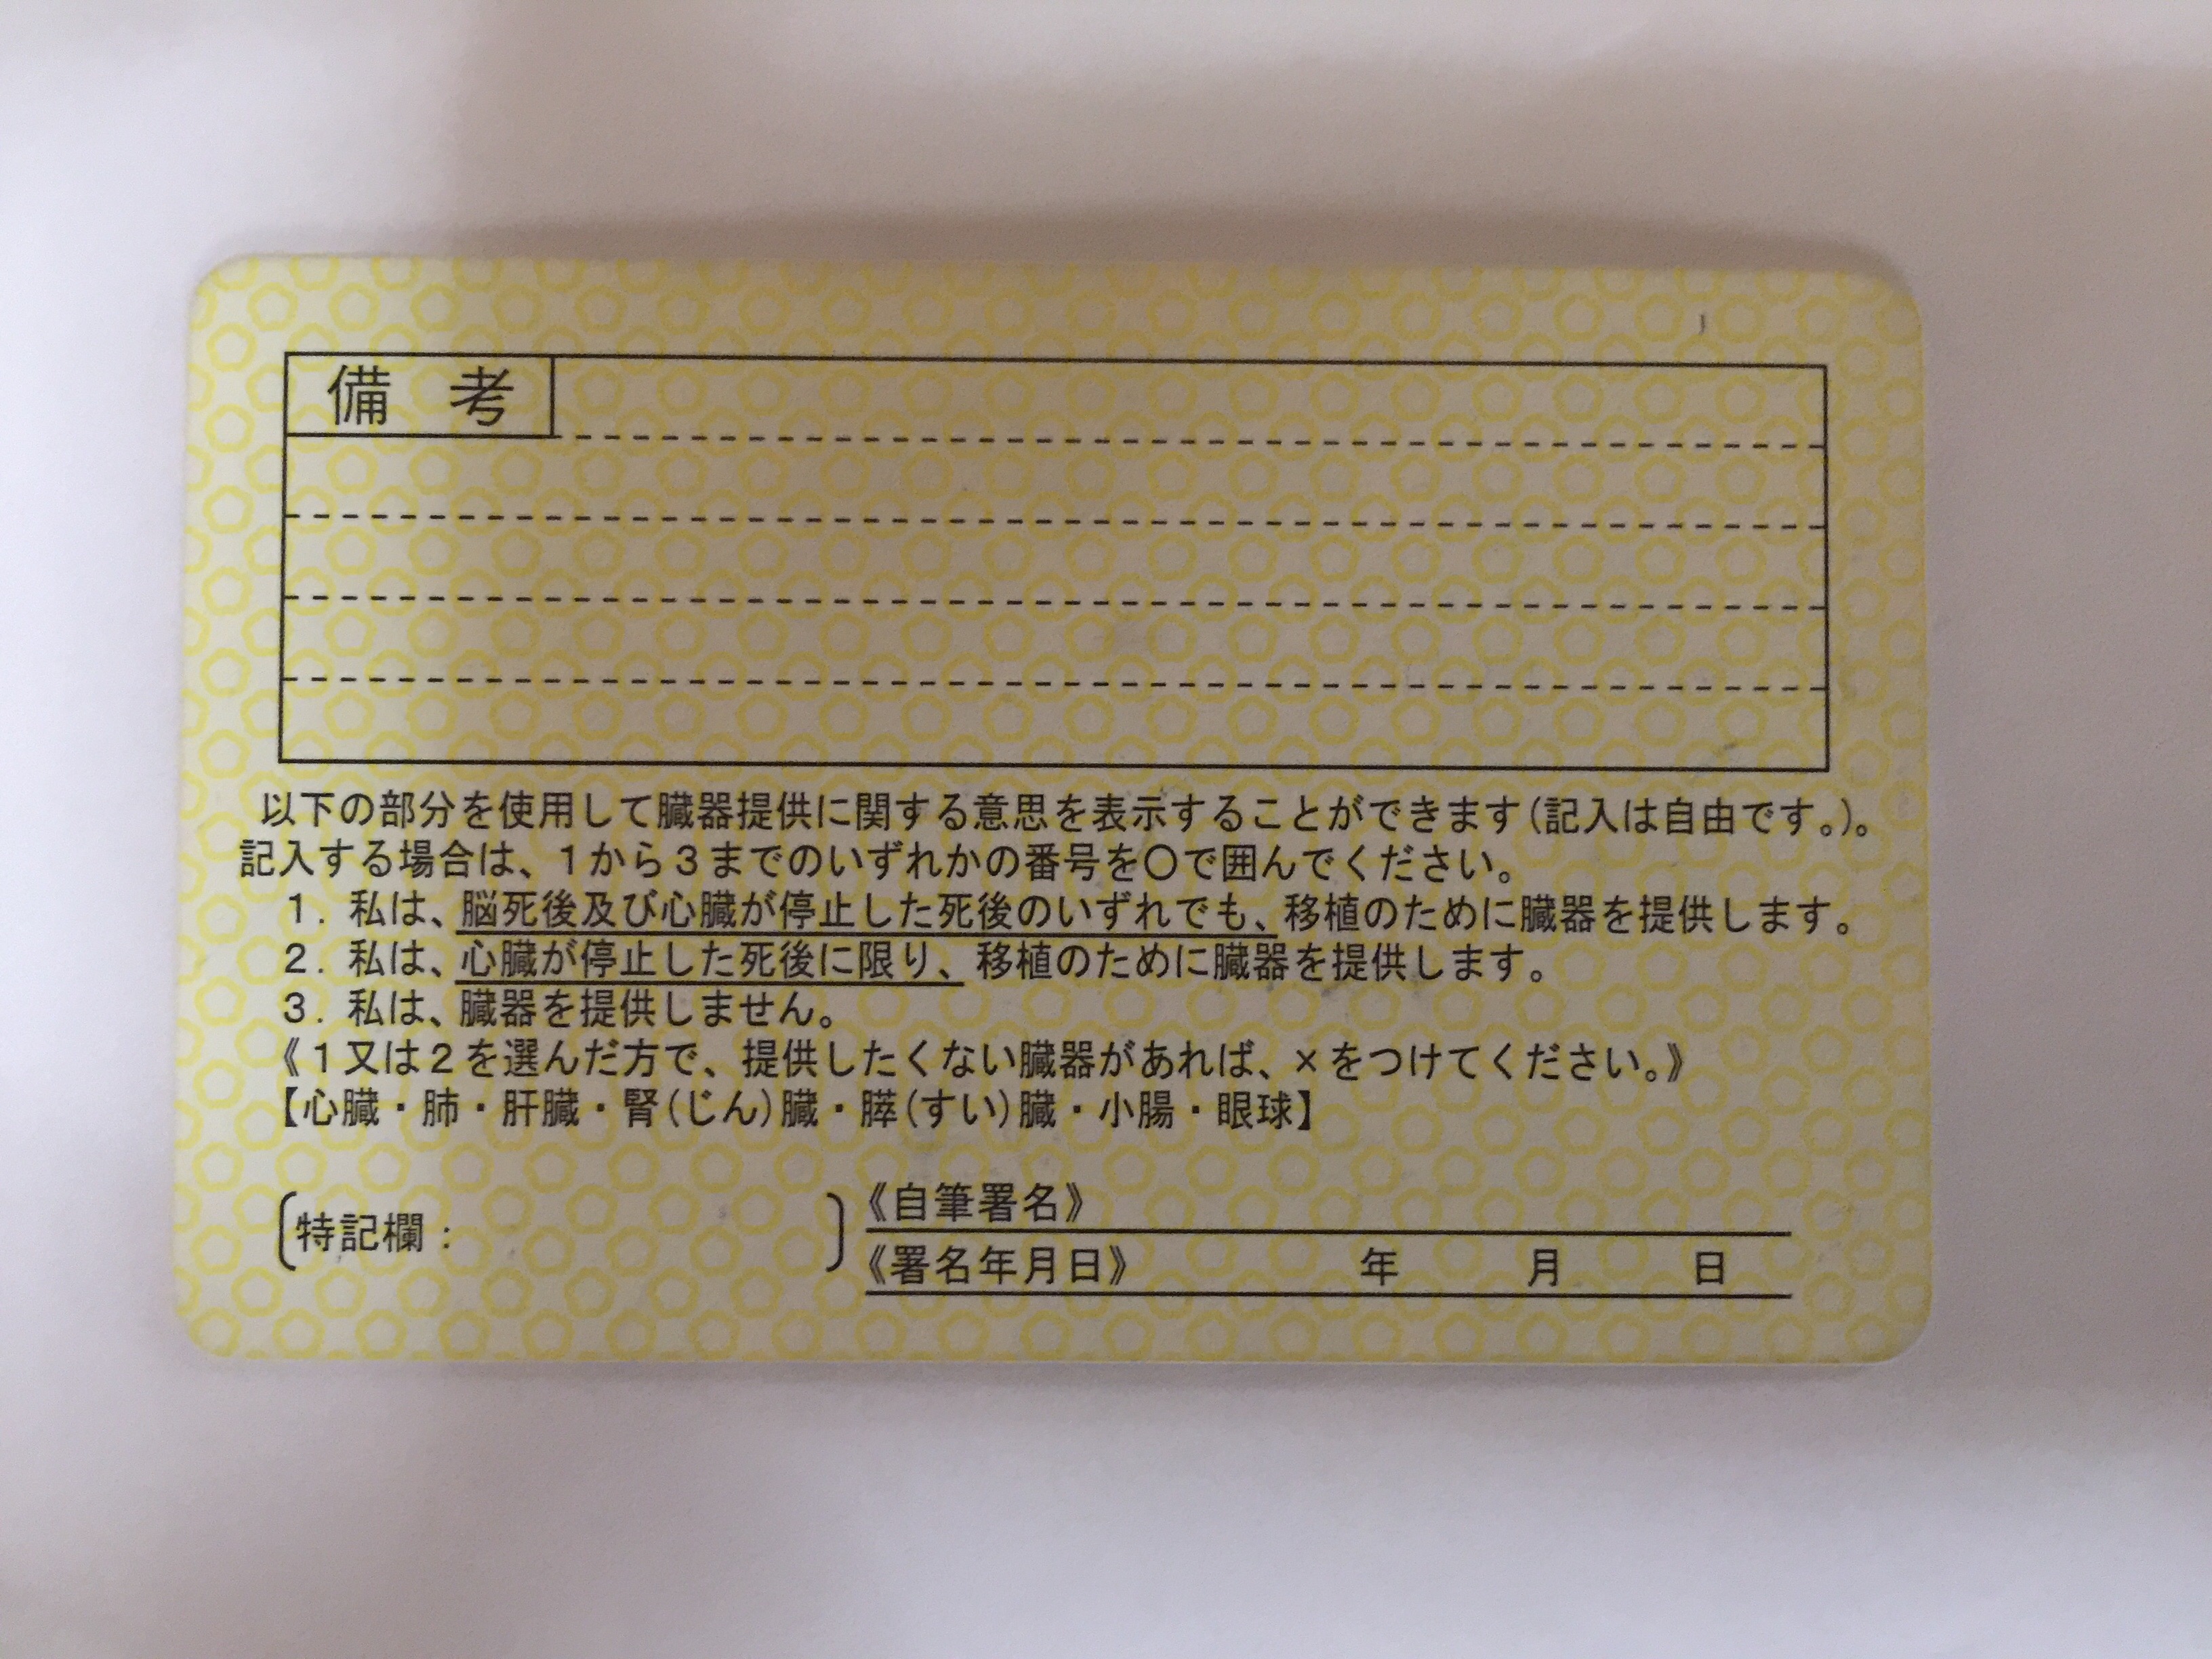 備 考
以下の部分を使用して臓器提供に関する意思を表示することができます(記入は自由です。)。
記入する場合は、1から3までのいずれかの番号を○で囲んでください。
1. 私は、脳死後及び心臓が停止した死後のいずれでも、移植のために臓器を提供します。
2. 私は、心臓が停止した死後に限り、移植のために臓器を提供します。
3. 私は、臓器を提供しません。
《1又は2を選んだ方で、提供したくない臓器があれば、×をつけてください。》
【心臓・肺・肝臓・腎(じん)臓・膵(すい)臓・小腸・眼球】
〔特記欄: 〕
《自筆署名》
《署名年月日》 年 月 日